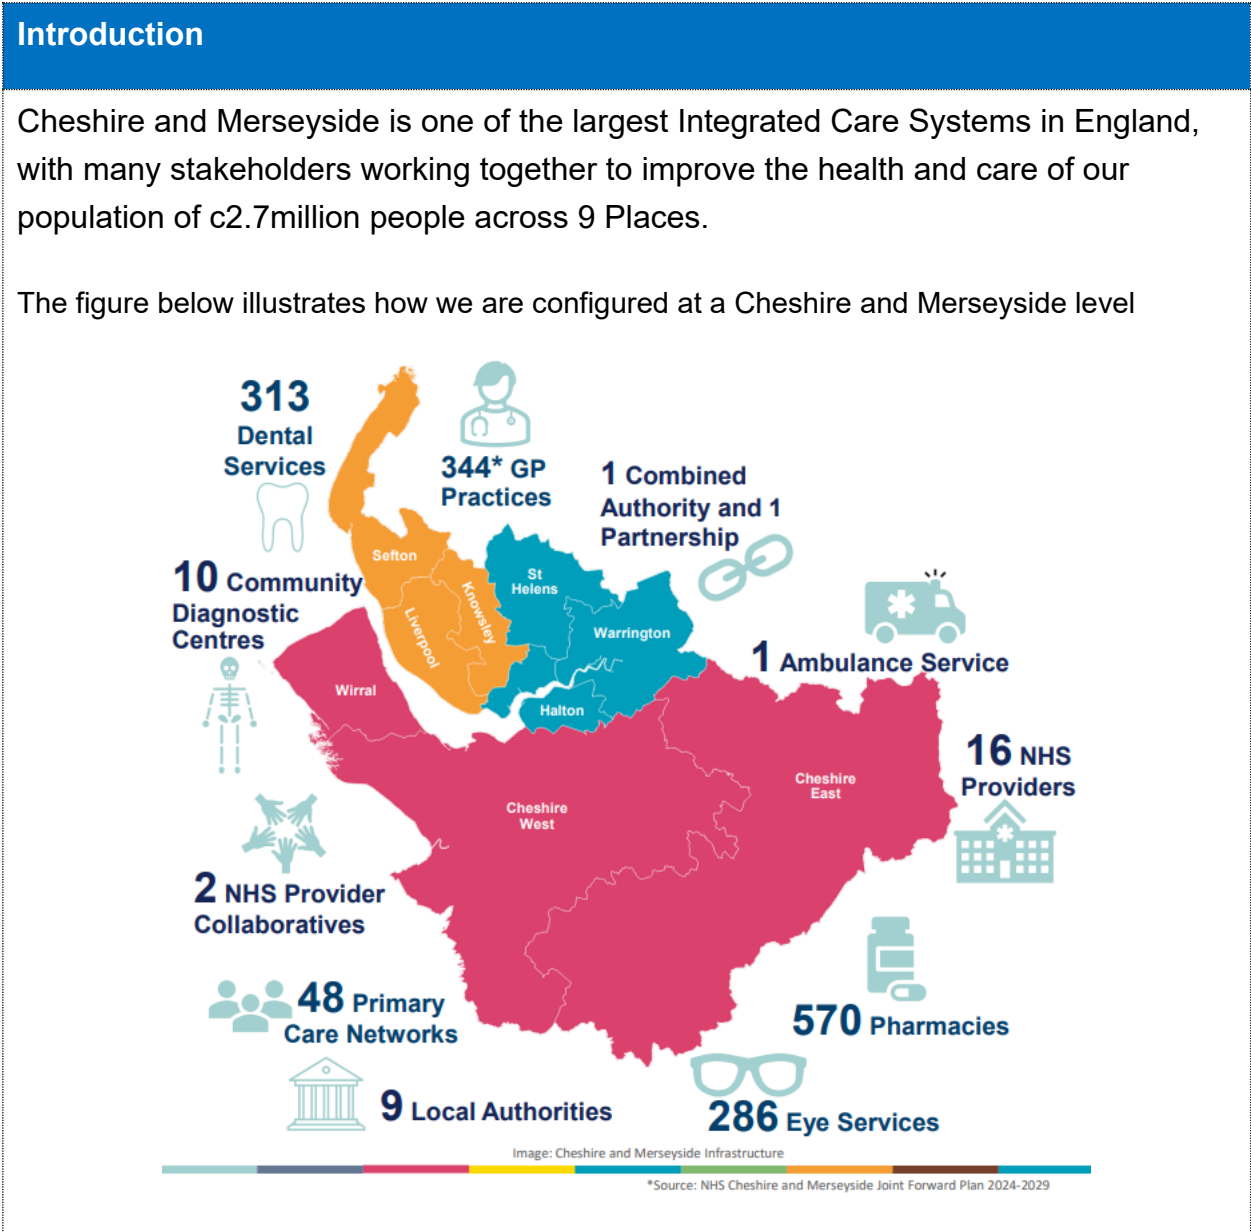 Introduction
Cheshire and Merseyside is one of the largest Integrated Care Systems in England,
with many stakeholders working together to improve the health and care of our
population of c2.7million people across 9 Places.
The figure below illustrates how we are configured at a Cheshire and Merseyside level
313
Dental
Services
344* GP
Practices
1 Combined
Authority and 1
Partnership
10 Community
Diagnostic
Centres
Sefton
Knowsley
Liverpool
St
Helens
Warrington
Halton
Wirral
1 Ambulance Service
Cheshire
West
Cheshire
East
16 NHS
Providers
2 NHS Provider
Collaboratives
48 Primary
Care Networks
570 Pharmacies
9 Local Authorities
286 Eye Services
Image: Cheshire and Merseyside Infrastructure
*Source: NHS Cheshire and Merseyside Joint Forward Plan 2024-2029